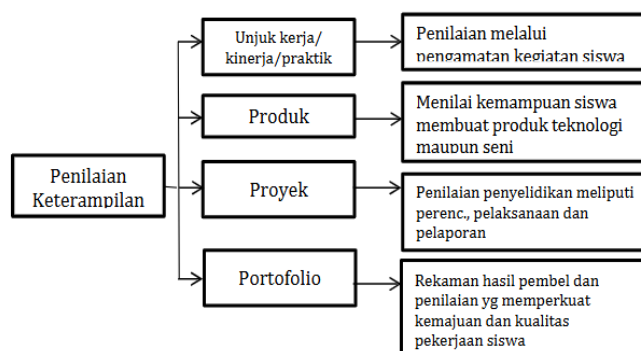 Penilaian
Keterampilan
Unjuk kerja/
kinerja/praktik
Penilaian melalui
pengamatan kegiatan siswa
Produk
Menilai kemampuan siswa
membuat produk teknologi
maupun seni
Proyek
Penilaian penyelidikan meliputi
perenc., pelaksanaan dan
pelaporan
Portofolio
Rekaman hasil pembel dan
penilaian yg memperkuat
kemajuan dan kualitas
pekerjaan siswa